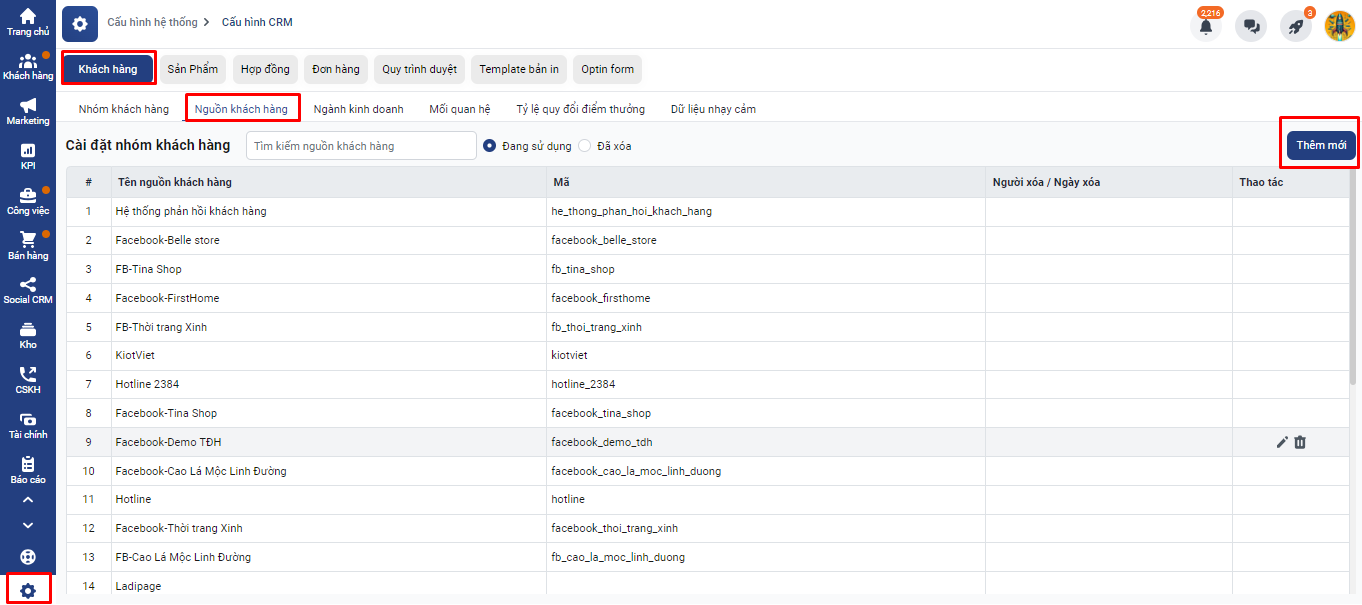 Trang chủ
Khách hàng
Marketing
KPI
Công việc
Bán hàng
Social CRM
Kho
CSKH
Tài chính
Báo cáo
Cấu hình hệ thống > Cấu hình CRM
2,216
3
Khách hàng Sản Phẩm Hợp đồng Đơn hàng Quy trình duyệt Template bản in Optin form
Nhóm khách hàng Nguồn khách hàng Ngành kinh doanh Mối quan hệ Tỷ lệ quy đổi điểm thưởng Dữ liệu nhạy cảm
Cài đặt nhóm khách hàng Tìm kiếm nguồn khách hàng Đang sử dụng Đã xóa Thêm mới
# Tên nguồn khách hàng Mã Người xóa / Ngày xóa Thao tác
1 Hệ thống phản hồi khách hàng he_thong_phan_hoi_khach_hang
2 Facebook-Belle store facebook_belle_store
3 FB-Tina Shop fb_tina_shop
4 Facebook-FirstHome facebook_firsthome
5 FB-Thời trang Xinh fb_thoi_trang_xinh
6 KiotViet kiotviet
7 Hotline 2384 hotline_2384
8 Facebook-Tina Shop facebook_tina_shop
9 Facebook-Demo TĐH facebook_demo_tdh
10 Facebook-Cao Lá Mộc Linh Đường facebook_cao_la_moc_linh_duong
11 Hotline hotline
12 Facebook-Thời trang Xinh facebook_thoi_trang_xinh
13 FB-Cao Lá Mộc Linh Đường fb_cao_la_moc_linh_duong
14 Ladipage